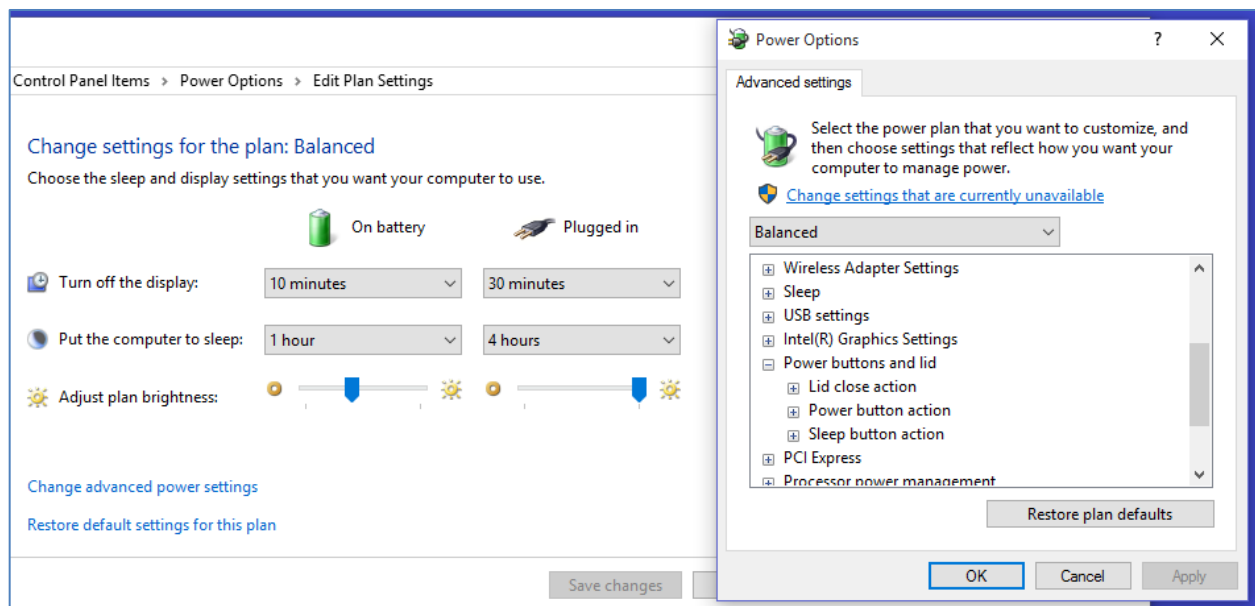 Control Panel Items > Power Options > Edit Plan Settings
Change settings for the plan: Balanced
Choose the sleep and display settings that you want your computer to use.
On battery Plugged in
Turn off the display: 10 minutes 30 minutes
Put the computer to sleep: 1 hour 4 hours
Adjust plan brightness:
Change advanced power settings
Restore default settings for this plan
Save changes
Power Options ?
Advanced settings
Select the power plan that you want to customize, and
then choose settings that reflect how you want your
computer to manage power.
Change settings that are currently unavailable
Balanced
Wireless Adapter Settings
Sleep
USB settings
Intel(R) Graphics Settings
Power buttons and lid
Lid close action
Power button action
Sleep button action
PCI Express
Processor power management
Restore plan defaults
OK Cancel Apply